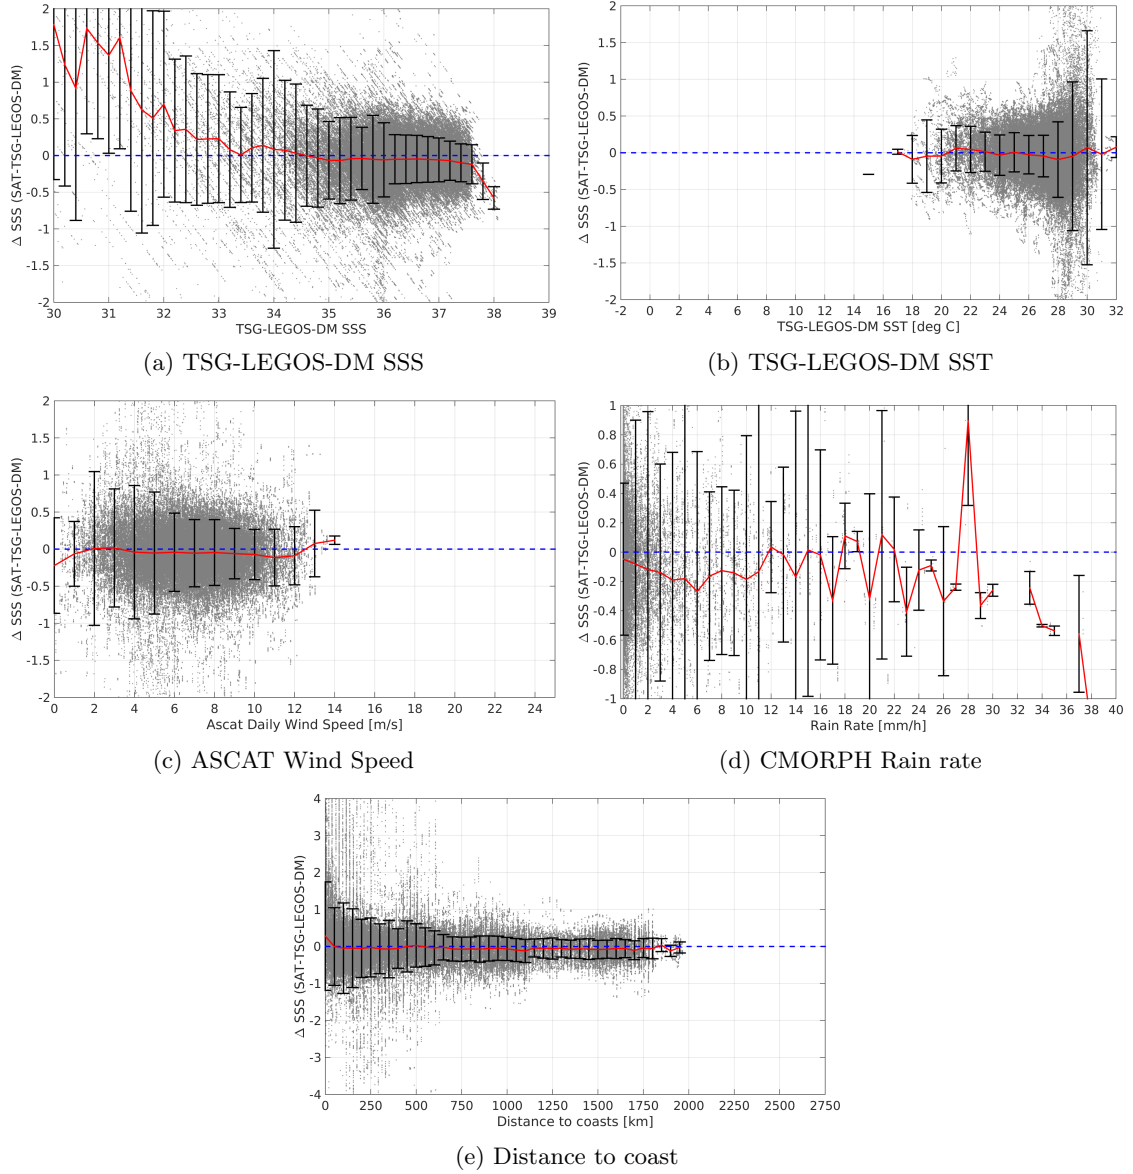 2
1.5
1
0.5
0
-0.5
-1
-1.5
-2
Δ SSS (SAT-TSG-LEGOS-DM)
30 31 32 33 34 35 36 37 38 39
TSG-LEGOS-DM SSS
(a) TSG-LEGOS-DM SSS
2
1.5
1
0.5
0
-0.5
-1
-1.5
-2
Δ SSS (SAT-TSG-LEGOS-DM)
-2 0 2 4 6 8 10 12 14 16 18 20 22 24 26 28 30 32
TSG-LEGOS-DM SST [deg C]
(b) TSG-LEGOS-DM SST
2
1.5
1
0.5
0
-0.5
-1
-1.5
-2
Δ SSS (SAT-TSG-LEGOS-DM)
0 2 4 6 8 10 12 14 16 18 20 22 24
Ascat Daily Wind Speed [m/s]
(c) ASCAT Wind Speed
1
0.8
0.6
0.4
0.2
0
-0.2
-0.4
-0.6
-0.8
-1
Δ SSS (SAT-TSG-LEGOS-DM)
0 2 4 6 8 10 12 14 16 18 20 22 24 26 28 30 32 34 36 38 40
Rain Rate [mm/h]
(d) CMORPH Rain rate
4
3
2
1
0
-1
-2
-3
-4
Δ SSS (SAT-TSG-LEGOS-DM)
0 250 500 750 1000 1250 1500 1750 2000 2250 2500 2750
Distance to coasts [km]
(e) Distance to coast